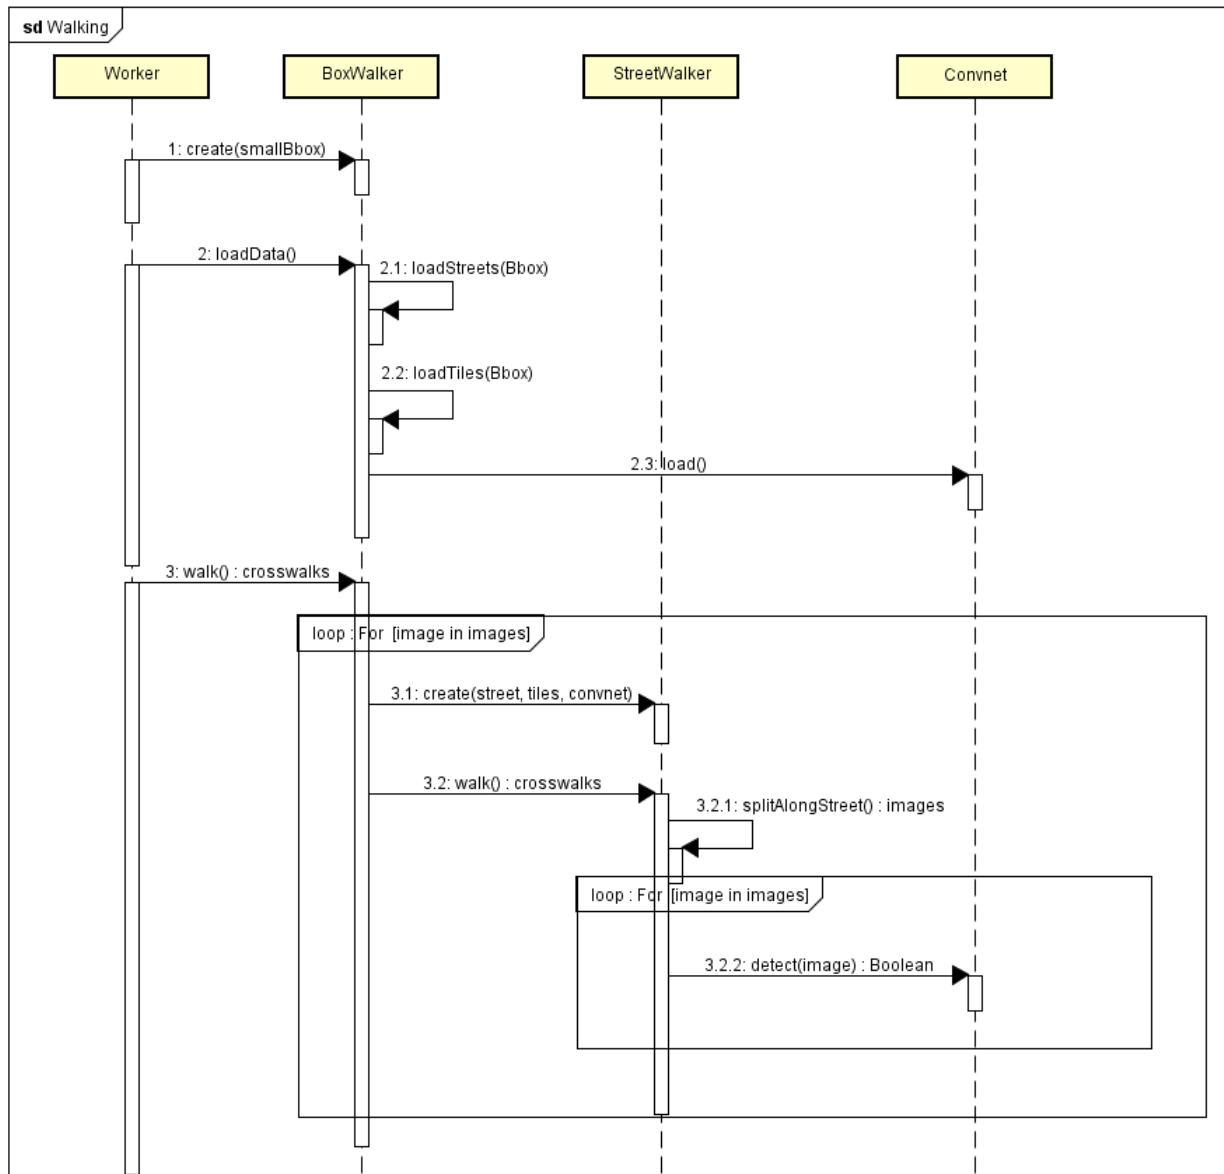 sd Walking
Worker
BoxWalker
StreetWalker
Convnet
1: create(smallBbox)
2: loadData()
2.1: loadStreets(Bbox)
2.2: loadTiles(Bbox)
2.3: load()
3: walk() : crosswalks
loop : For [image in images]
3.1: create(street, tiles, convnet)
3.2: walk() : crosswalks
3.2.1: splitAlongStreet() : images
loop : For [image in images]
3.2.2: detect(image) : Boolean